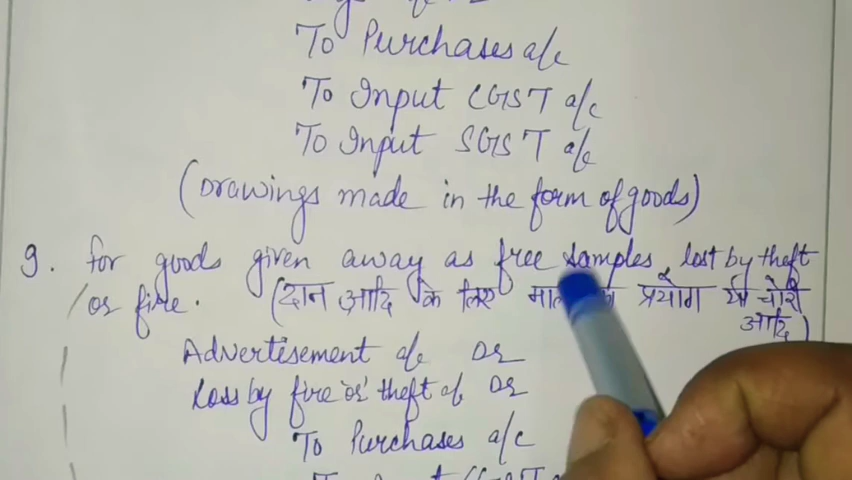 To Purchases a/c
To Input CGST a/c
To Input SGST a/c
(Drawings made in the form of goods)
9. for goods given away as free samples, lost by theft
or fire. (दान आदि के लिए प्रयोग या चोरी
आदि)
Advertisement a/c Dr
Loss by fire 'or' theft a/c Dr
To Purchases a/c